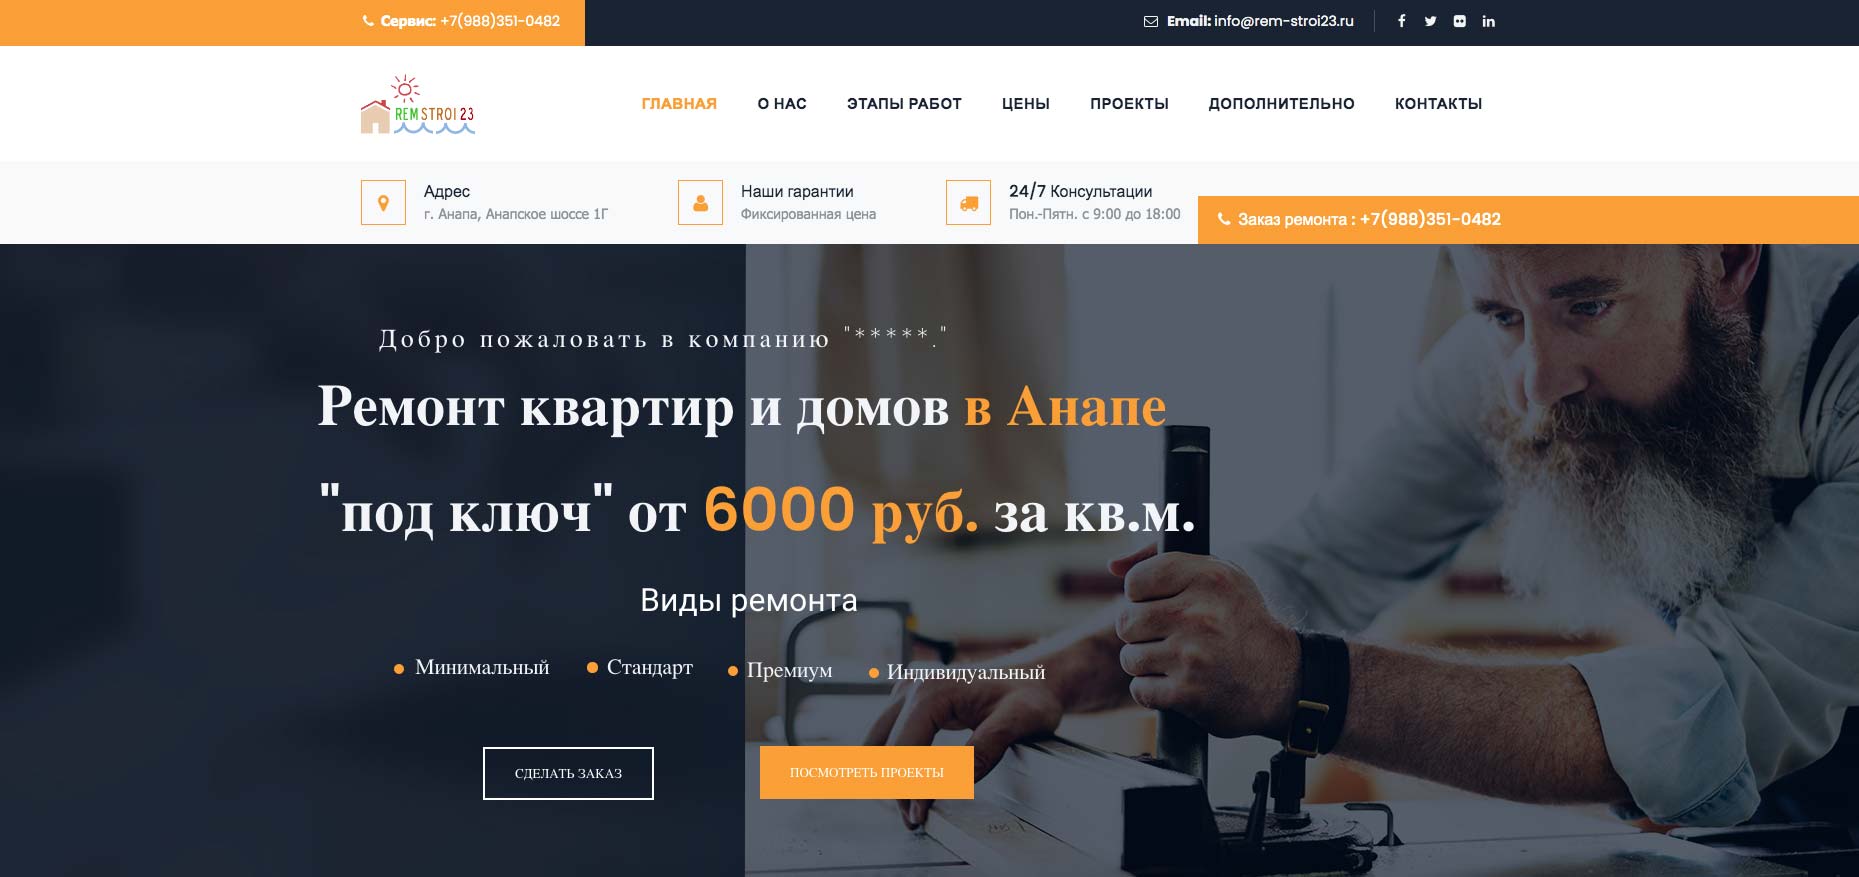 Сервис: +7(988)351-0482
Email: info@rem-stroi23.ru
REM STROI 23
ГЛАВНАЯ
О НАС
ЭТАПЫ РАБОТ
ЦЕНЫ
ПРОЕКТЫ
ДОПОЛНИТЕЛЬНО
КОНТАКТЫ
Адрес
г. Анапа, Анапское шоссе 1Г
Наши гарантии
Фиксированная цена
24/7 Консультации
Пон.-Пятн. с 9:00 до 18:00
Заказ ремонта : +7(988)351-0482
Добро пожаловать в компанию "*****."
Ремонт квартир и домов в Анапе
"под ключ" от 6000 руб. за кв.м.
Виды ремонта
Минимальный
Стандарт
Премиум
Индивидуальный
СДЕЛАТЬ ЗАКАЗ
ПОСМОТРЕТЬ ПРОЕКТЫ